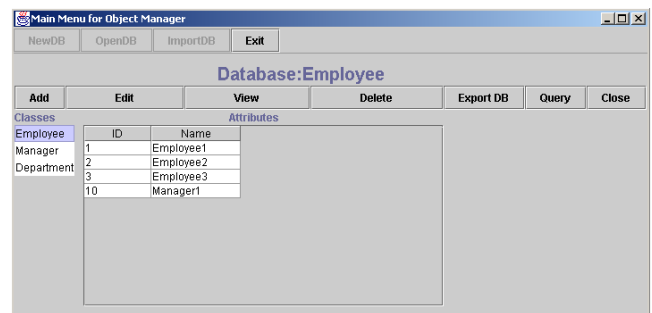 Main Menu for Object Manager
NewDB OpenDB ImportDB Exit
Database:Employee
Add Edit View Delete Export DB Query Close
Classes Attributes
Employee ID Name
Manager 1 Employee1
Department 2 Employee2
3 Employee3
10 Manager1